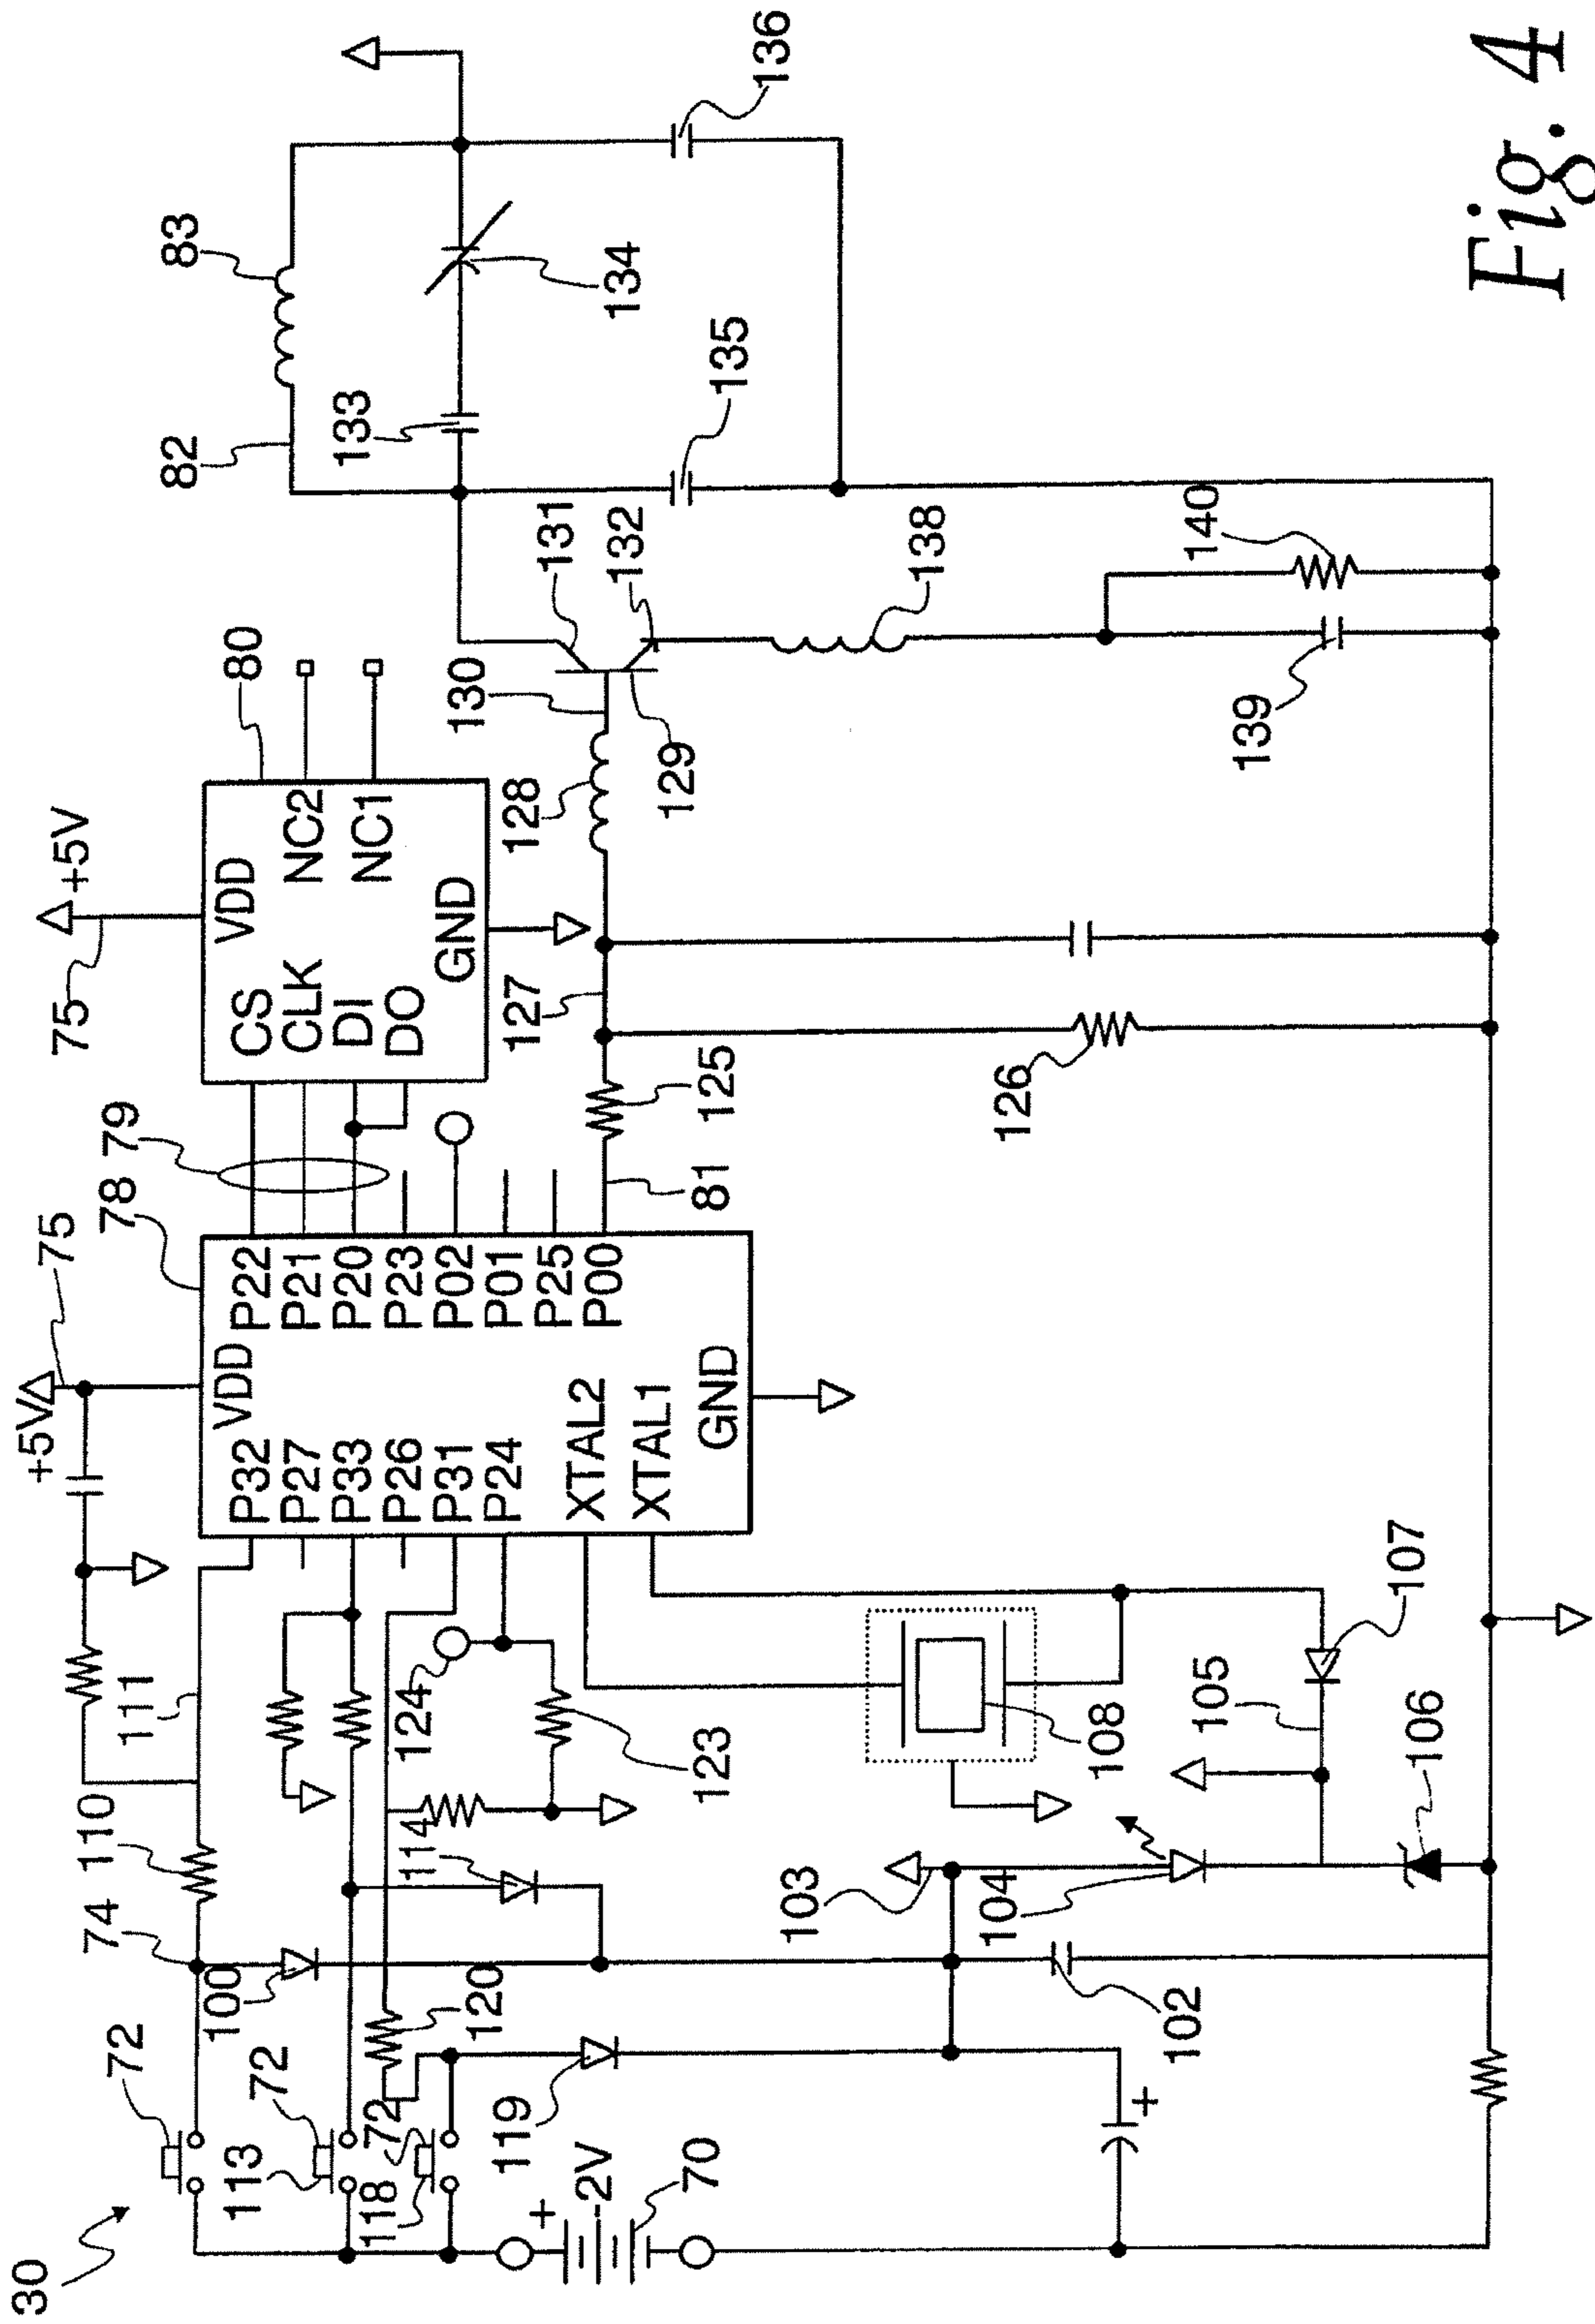 30
72
74
110
111
+5V
75
78
79
75
+5V
80
82
83
113
72
100
P32
VDD
P22
CS
VDD
P27
P21
CLK
NC2
133
P33
P20
DI
NC1
118
72
120
114
124
P26
P23
DO
P31
P02
GND
130
131
134
136
P24
P01
P25
127
128
132
119
123
XTAL2
P00
81
125
129
135
-2V
70
XTAL1
GND
138
103
104
108
126
102
105
107
139
140
106
+
+
Fig. 4